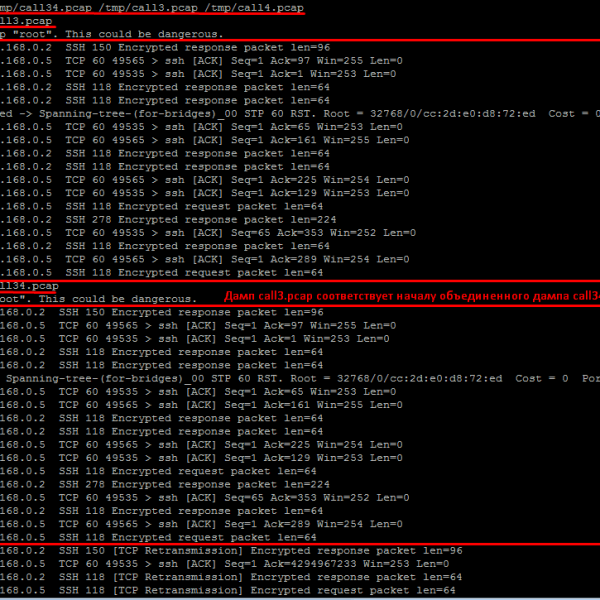 mp/call34.pcap /tmp/call3.pcap /tmp/call4.pcap
ll3.pcap
p "root". This could be dangerous.
.168.0.2 SSH 150 Encrypted response packet len=96
.168.0.5 TCP 60 49565 > ssh [ACK] Seq=1 Ack=97 Win=255 Len=0
.168.0.5 TCP 60 49535 > ssh [ACK] Seq=1 Ack=1 Win=253 Len=0
.168.0.2 SSH 118 Encrypted response packet len=64
.168.0.2 SSH 118 Encrypted response packet len=64
ed -> Spanning-tree-(for-bridges)_00 STP 60 RST. Root = 32768/0/cc:2d:e0:d8:72:ed Cost = 0
.168.0.5 TCP 60 49535 > ssh [ACK] Seq=1 Ack=65 Win=253 Len=0
.168.0.5 TCP 60 49565 > ssh [ACK] Seq=1 Ack=161 Win=255 Len=0
.168.0.2 SSH 118 Encrypted response packet len=64
.168.0.2 SSH 118 Encrypted response packet len=64
.168.0.5 TCP 60 49565 > ssh [ACK] Seq=1 Ack=225 Win=254 Len=0
.168.0.5 TCP 60 49535 > ssh [ACK] Seq=1 Ack=129 Win=253 Len=0
.168.0.5 SSH 118 Encrypted request packet len=64
.168.0.2 SSH 278 Encrypted response packet len=224
.168.0.5 TCP 60 49535 > ssh [ACK] Seq=65 Ack=353 Win=252 Len=0
.168.0.2 SSH 118 Encrypted response packet len=64
.168.0.5 TCP 60 49565 > ssh [ACK] Seq=1 Ack=289 Win=254 Len=0
.168.0.5 SSH 118 Encrypted request packet len=64
ll34.pcap
oot". This could be dangerous. Дамп call3.pcap соответствует началу объединенного дампа call34
168.0.2 SSH 150 Encrypted response packet len=96
168.0.5 TCP 60 49565 > ssh [ACK] Seq=1 Ack=97 Win=255 Len=0
168.0.5 TCP 60 49535 > ssh [ACK] Seq=1 Ack=1 Win=253 Len=0
168.0.2 SSH 118 Encrypted response packet len=64
168.0.2 SSH 118 Encrypted response packet len=64
Spanning-tree-(for-bridges)_00 STP 60 RST. Root = 32768/0/cc:2d:e0:d8:72:ed Cost = 0 Por
168.0.5 TCP 60 49535 > ssh [ACK] Seq=1 Ack=65 Win=253 Len=0
168.0.5 TCP 60 49565 > ssh [ACK] Seq=1 Ack=161 Win=255 Len=0
168.0.2 SSH 118 Encrypted response packet len=64
168.0.2 SSH 118 Encrypted response packet len=64
168.0.5 TCP 60 49565 > ssh [ACK] Seq=1 Ack=225 Win=254 Len=0
168.0.5 TCP 60 49535 > ssh [ACK] Seq=1 Ack=129 Win=253 Len=0
168.0.5 SSH 118 Encrypted request packet len=64
168.0.2 SSH 278 Encrypted response packet len=224
168.0.5 TCP 60 49535 > ssh [ACK] Seq=65 Ack=353 Win=252 Len=0
168.0.2 SSH 118 Encrypted response packet len=64
168.0.5 TCP 60 49565 > ssh [ACK] Seq=1 Ack=289 Win=254 Len=0
168.0.5 SSH 118 Encrypted request packet len=64
168.0.2 SSH 150 [TCP Retransmission] Encrypted response packet len=96
168.0.5 TCP 60 49535 > ssh [ACK] Seq=1 Ack=4294967233 Win=253 Len=0
168.0.2 SSH 118 [TCP Retransmission] Encrypted response packet len=64
168.0.5 SSH 118 [TCP Retransmission] Encrypted request packet len=64